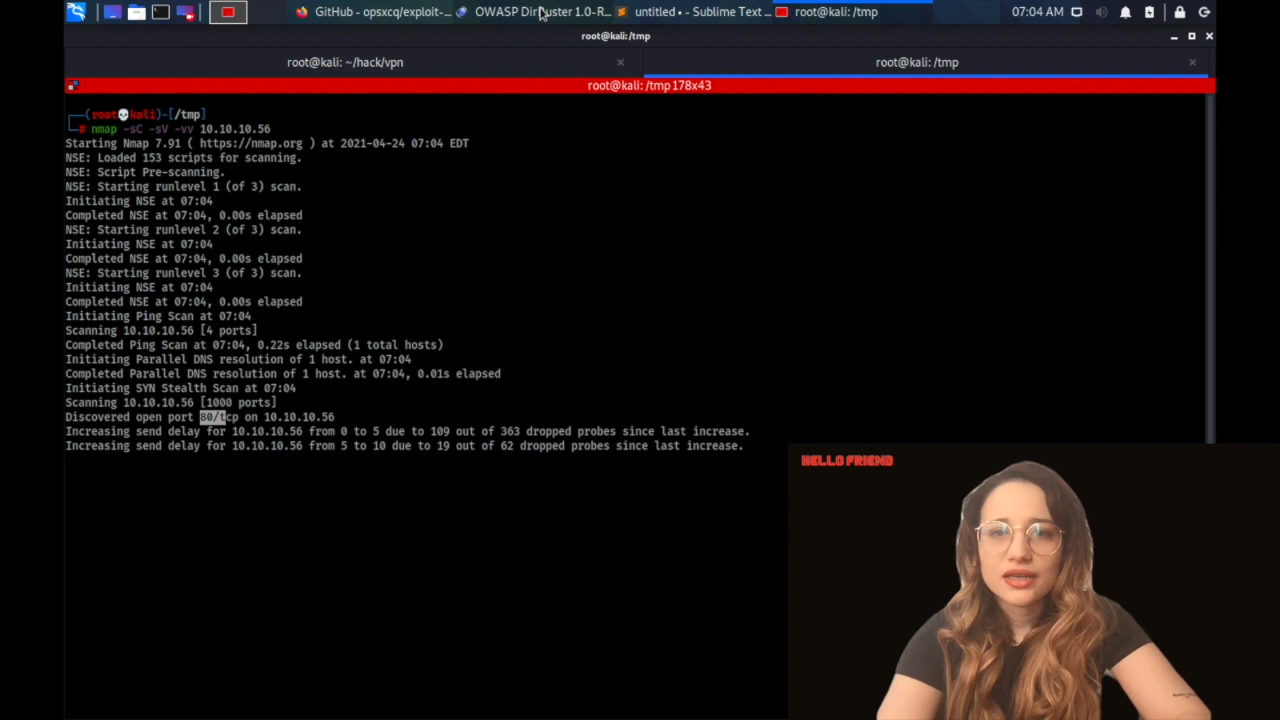 GitHub - opsxcq/exploit-...
OWASP DirBuster 1.0-R...
untitled • - Sublime Text ...
root@kali: /tmp
07:04 AM
root@kali: /tmp
root@kali: ~/hack/vpn
root@kali: /tmp
root@kali: /tmp 178x43
(root💀kali)-[/tmp]
# nmap -sC -sV -vv 10.10.10.56
Starting Nmap 7.91 ( https://nmap.org ) at 2021-04-24 07:04 EDT
NSE: Loaded 153 scripts for scanning.
NSE: Script Pre-scanning.
NSE: Starting runlevel 1 (of 3) scan.
Initiating NSE at 07:04
Completed NSE at 07:04, 0.00s elapsed
NSE: Starting runlevel 2 (of 3) scan.
Initiating NSE at 07:04
Completed NSE at 07:04, 0.00s elapsed
NSE: Starting runlevel 3 (of 3) scan.
Initiating NSE at 07:04
Completed NSE at 07:04, 0.00s elapsed
Initiating Ping Scan at 07:04
Scanning 10.10.10.56 [4 ports]
Completed Ping Scan at 07:04, 0.22s elapsed (1 total hosts)
Initiating Parallel DNS resolution of 1 host. at 07:04
Completed Parallel DNS resolution of 1 host. at 07:04, 0.01s elapsed
Initiating SYN Stealth Scan at 07:04
Scanning 10.10.10.56 [1000 ports]
Discovered open port 80/tcp on 10.10.10.56
Increasing send delay for 10.10.10.56 from 0 to 5 due to 109 out of 363 dropped probes since last increase.
Increasing send delay for 10.10.10.56 from 5 to 10 due to 19 out of 62 dropped probes since last increase.
HELLO FRIEND